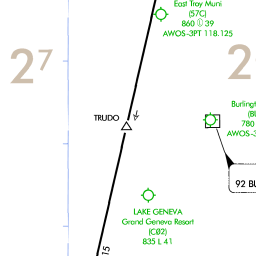 East Troy Muni
(57C)
860 39
AWOS-3PT 118.125
2⁷
2
TRUDO
Burling
780
AWOS-3
92 BU
LAKE GENEVA
Grand Geneva Resort
(C02)
835 L 41
15